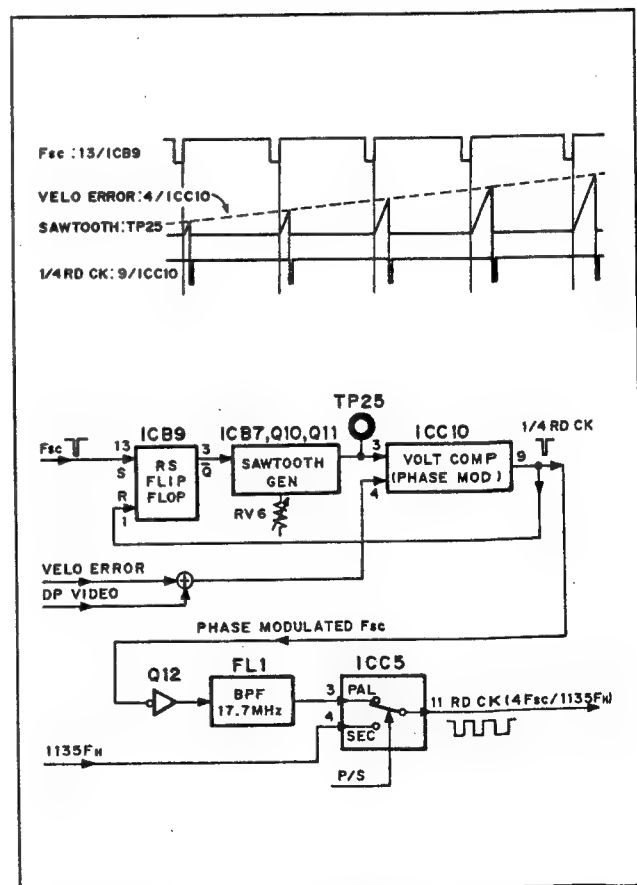 Fsc : 13/ICB9
VELO ERROR: 4/ICC10
SAWTOOTH: TP25
1/4 RD CK: 9/ICC10
TP25
ICB9
ICB7, Q10, Q11
ICC10
1/4 RD CK
Fsc
13
S
RS
FLIP
FLOP
3
Q̅
R
1
SAWTOOTH
GEN
RV6
3
4
VOLT COMP
(PHASE MOD)
9
VELO ERROR
DP VIDEO
PHASE MODULATED Fsc
Q12
FL1
ICC5
BPF
17.7MHz
3
PAL
4
SEC
11 RD CK (4Fsc/1135FH)
1135FH
P/S